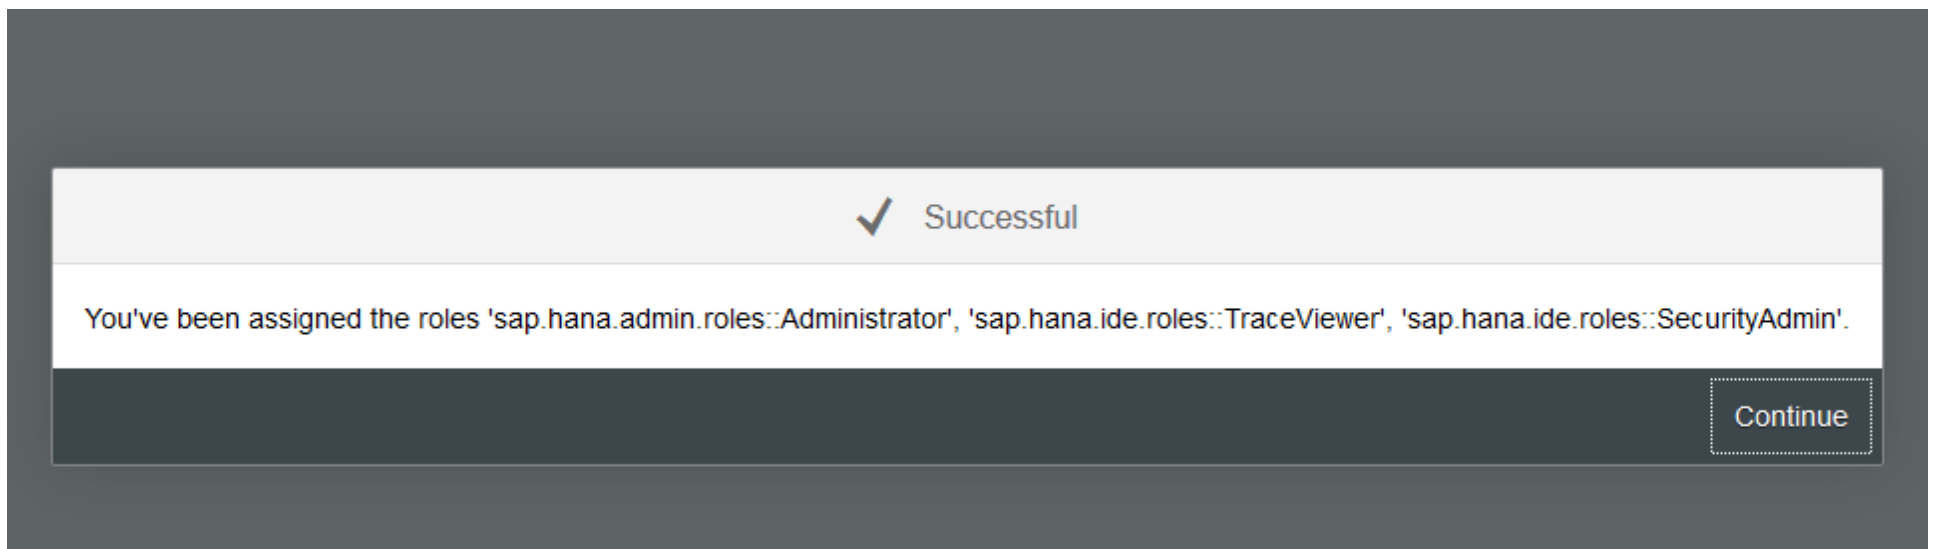 Successful
You've been assigned the roles 'sap.hana.admin.roles::Administrator', 'sap.hana.ide.roles::TraceViewer', 'sap.hana.ide.roles::SecurityAdmin'.
Continue